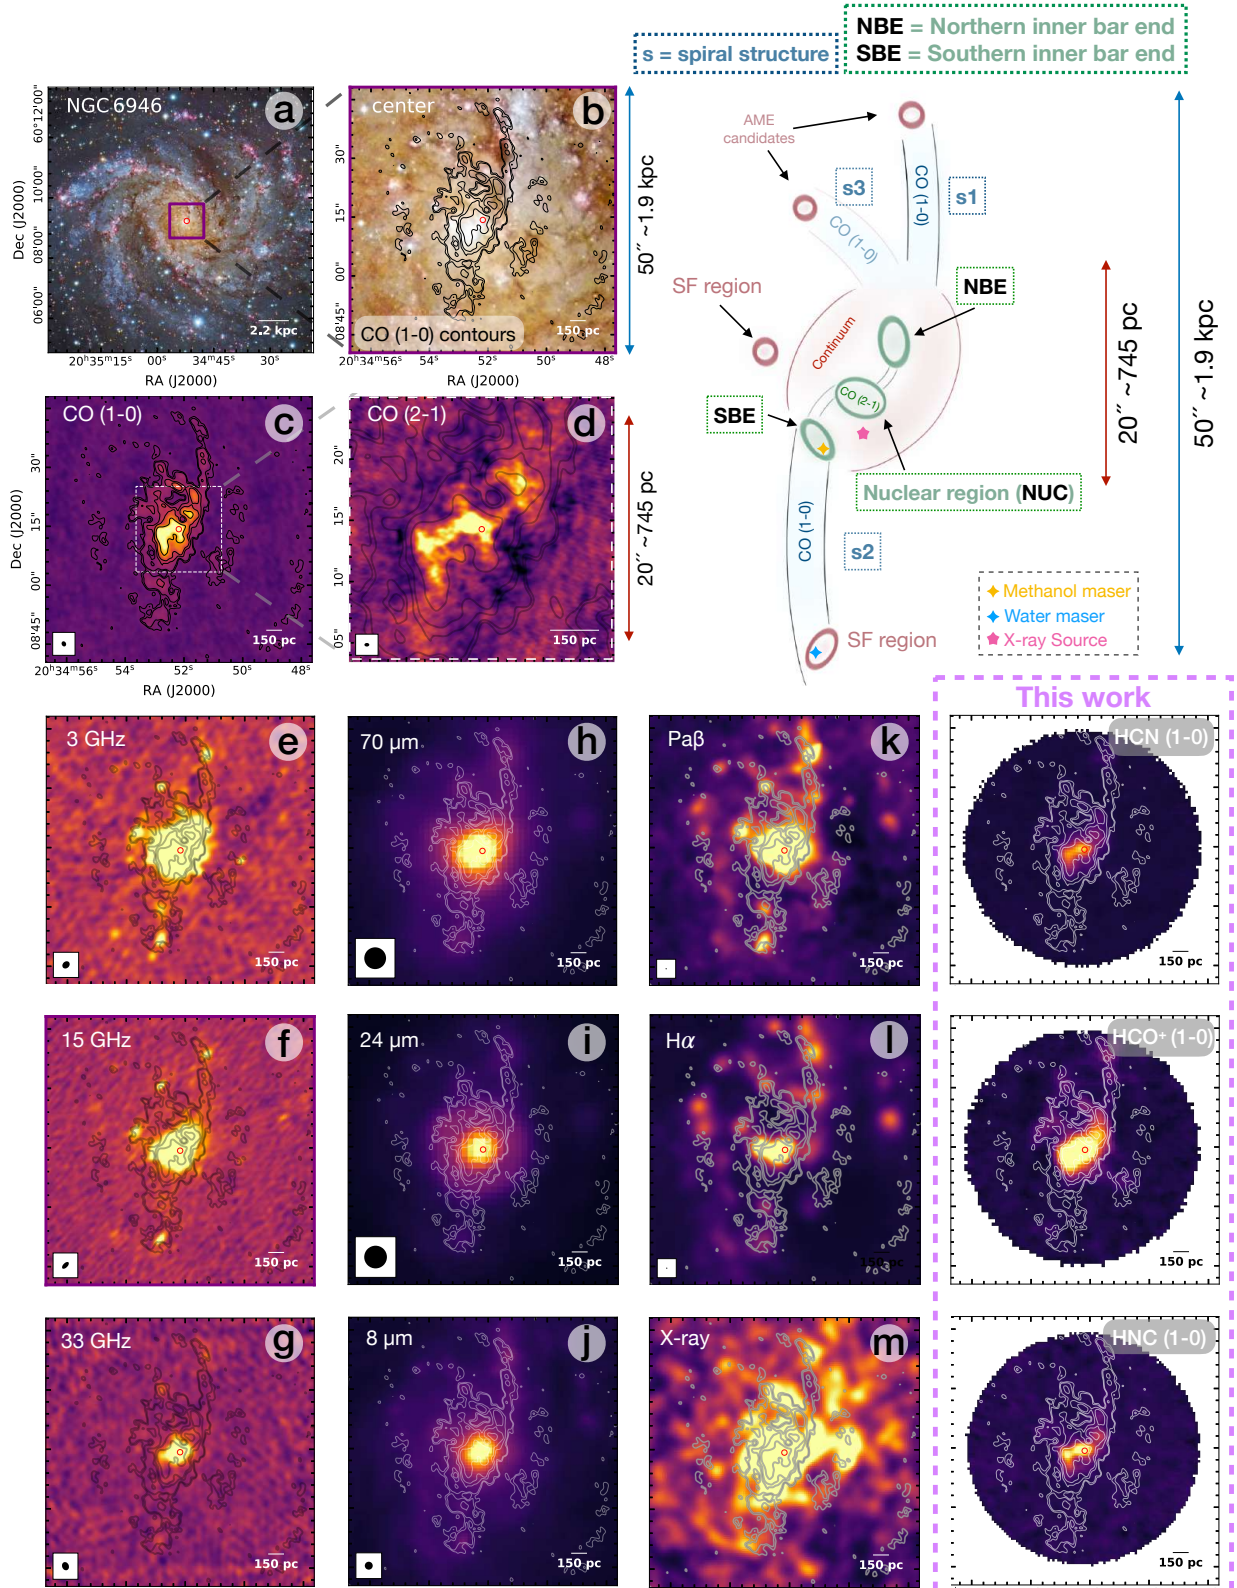 NBE = Northern inner bar end
SBE = Southern inner bar end
s = spiral structure
NGC 6946
a
center
b
CO (1-0) contours
2.2 kpc
150 pc
Dec (J2000)
60°12'00"
10'00"
08'00"
06'00"
20h35m15s
00s
34m45s
30s
RA (J2000)
30"
15"
00"
08'45"
20h34m56s
54s
52s
50s
48s
RA (J2000)
50″ ~1.9 kpc
CO (1-0)
c
150 pc
Dec (J2000)
30"
15"
00"
08'45"
20h34m56s
54s
52s
50s
48s
RA (J2000)
CO (2-1)
d
150 pc
20"
15"
10"
05"
20″ ~745 pc
AME
candidates
s3
s1
CO (1-0)
CO (1-0)
SF region
NBE
Continuum
CO (2-1)
SBE
Nuclear region (NUC)
CO (1-0)
s2
SF region
Methanol maser
Water maser
X-ray Source
20″ ~745 pc
50″ ~1.9 kpc
This work
3 GHz
e
150 pc
70 μm
h
150 pc
Paβ
k
150 pc
HCN (1-0)
150 pc
15 GHz
f
150 pc
24 μm
i
150 pc
Hα
l
150 pc
HCO⁺ (1-0)
150 pc
33 GHz
g
150 pc
8 μm
j
150 pc
X-ray
m
150 pc
HNC (1-0)
150 pc